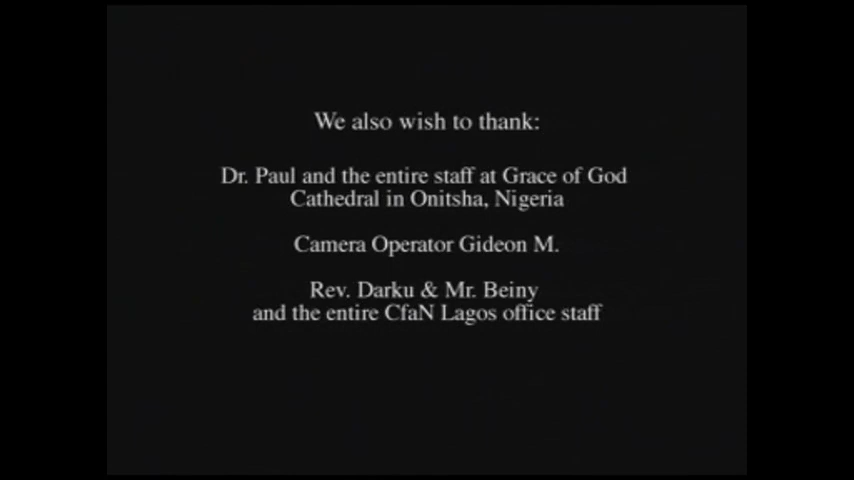 We also wish to thank:
Dr. Paul and the entire staff at Grace of God
Cathedral in Onitsha, Nigeria
Camera Operator Gideon M.
Rev. Darku & Mr. Beiny
and the entire CfaN Lagos office staff